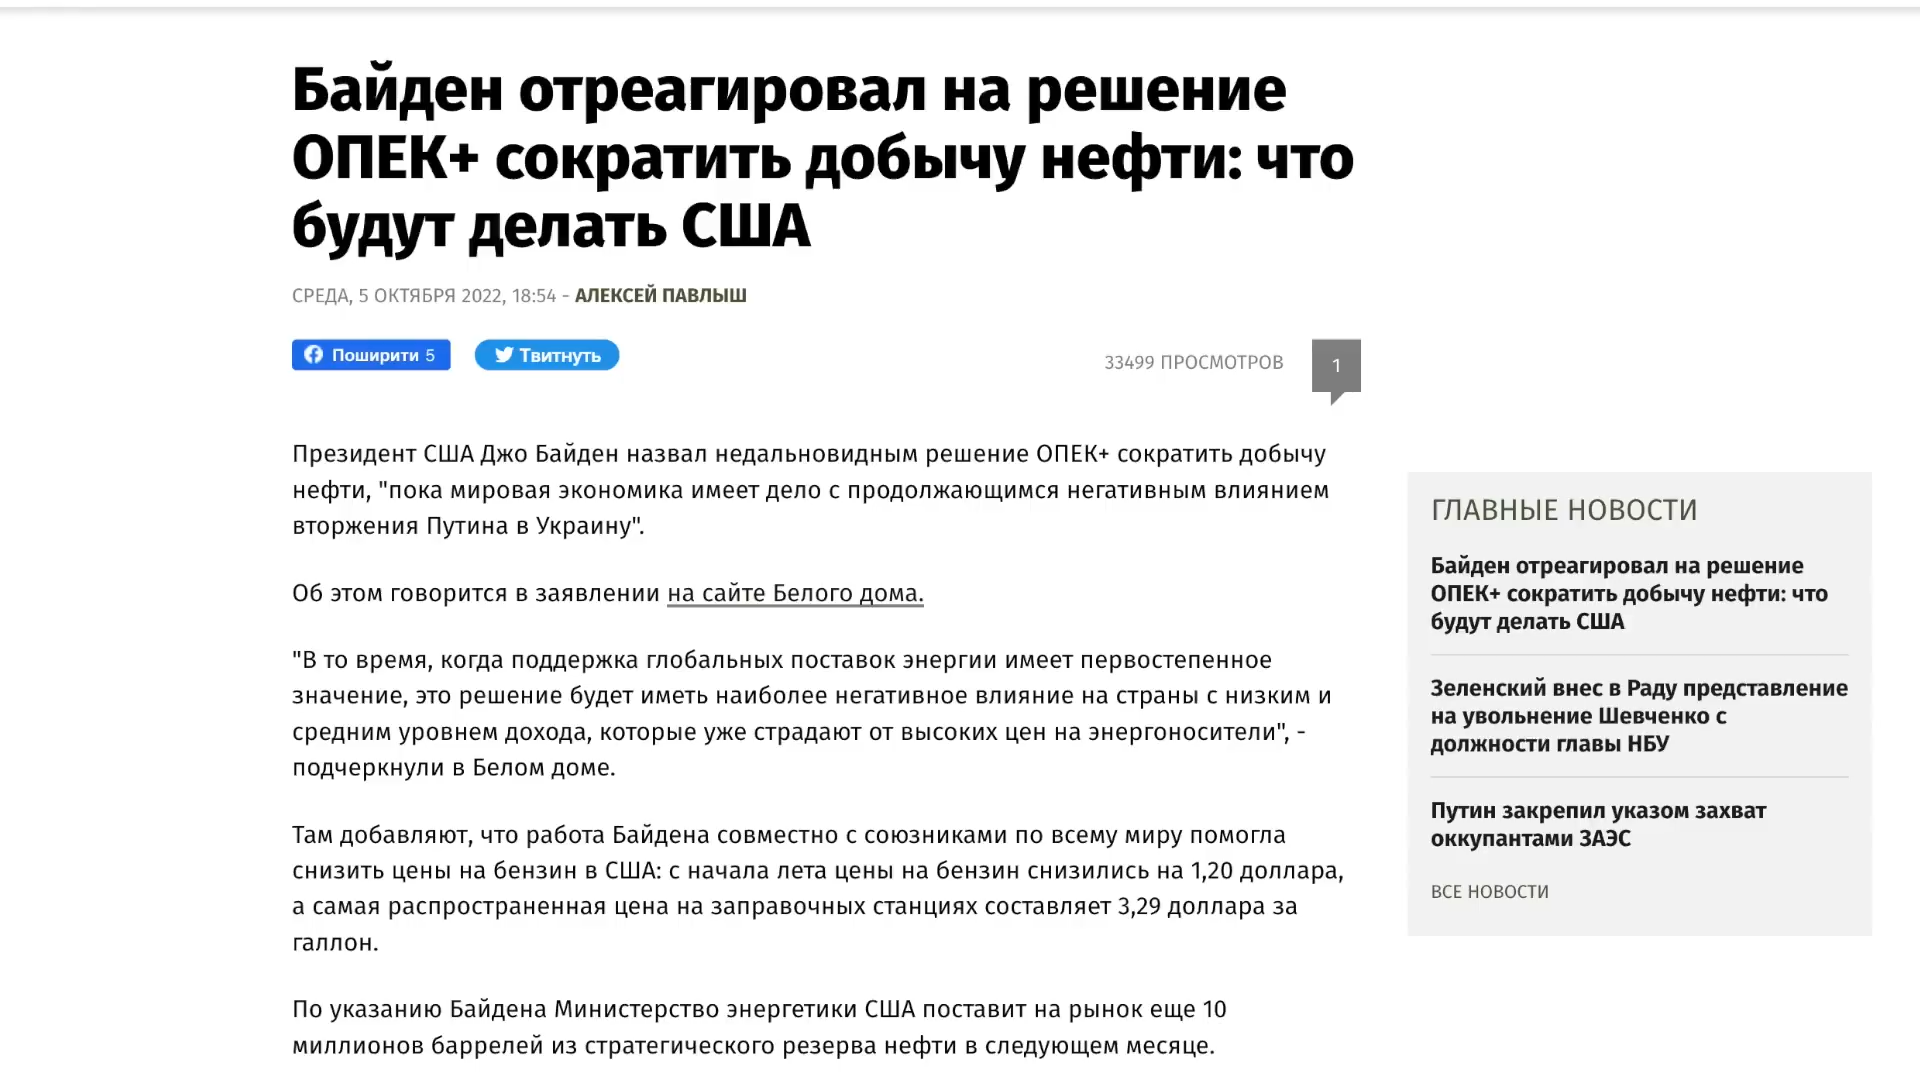 Байден отреагировал на решение
ОПЕК+ сократить добычу нефти: что
будут делать США
СРЕДА, 5 ОКТЯБРЯ 2022, 18:54 - АЛЕКСЕЙ ПАВЛЫШ
Поширити 5
Твитнуть
33499 ПРОСМОТРОВ
1
Президент США Джо Байден назвал недальновидным решение ОПЕК+ сократить добычу
нефти, "пока мировая экономика имеет дело с продолжающимся негативным влиянием
вторжения Путина в Украину".
Об этом говорится в заявлении на сайте Белого дома.
"В то время, когда поддержка глобальных поставок энергии имеет первостепенное
значение, это решение будет иметь наиболее негативное влияние на страны с низким и
средним уровнем дохода, которые уже страдают от высоких цен на энергоносители", -
подчеркнули в Белом доме.
Там добавляют, что работа Байдена совместно с союзниками по всему миру помогла
снизить цены на бензин в США: с начала лета цены на бензин снизились на 1,20 доллара,
а самая распространенная цена на заправочных станциях составляет 3,29 доллара за
галлон.
По указанию Байдена Министерство энергетики США поставит на рынок еще 10
миллионов баррелей из стратегического резерва нефти в следующем месяце.
ГЛАВНЫЕ НОВОСТИ
Байден отреагировал на решение
ОПЕК+ сократить добычу нефти: что
будут делать США
Зеленский внес в Раду представление
на увольнение Шевченко с
должности главы НБУ
Путин закрепил указом захват
оккупантами ЗАЭС
ВСЕ НОВОСТИ